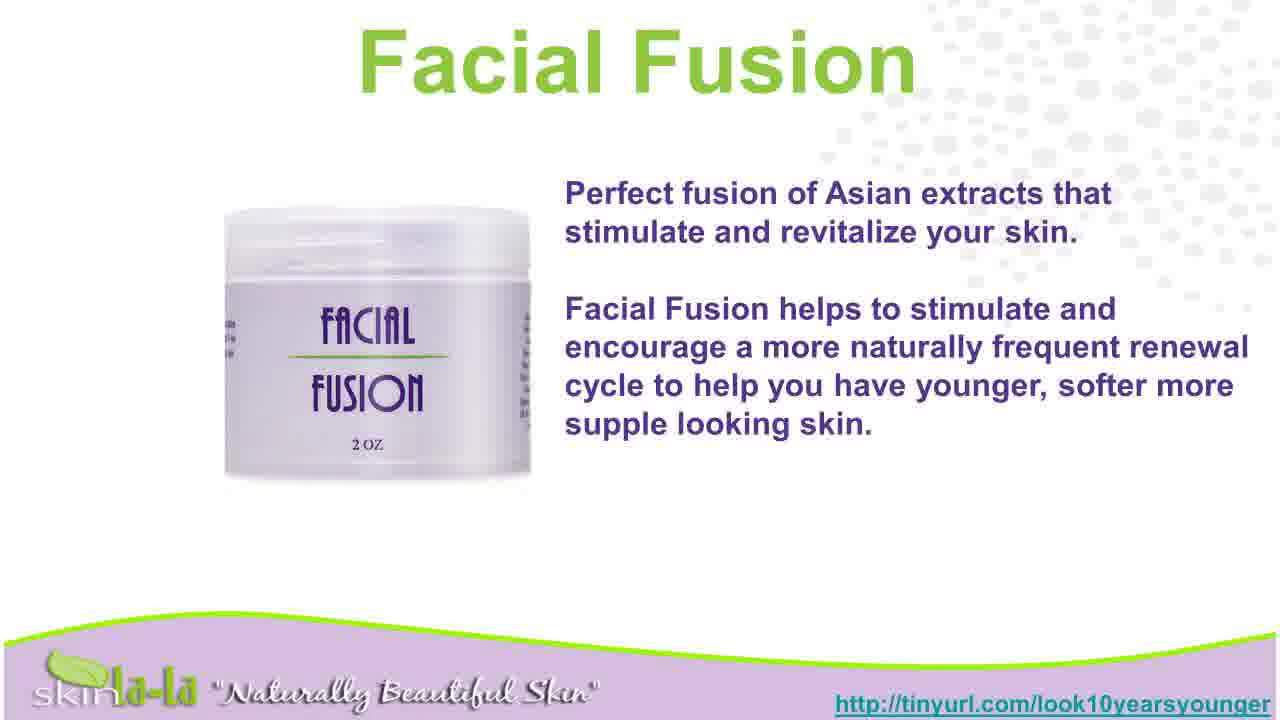 Facial Fusion
Perfect fusion of Asian extracts that
stimulate and revitalize your skin.
Facial Fusion helps to stimulate and
encourage a more naturally frequent renewal
cycle to help you have younger, softer more
supple looking skin.
FACIAL
FUSION
2 OZ
skin la-la "Naturally Beautiful Skin"
http://tinyurl.com/look10yearsyounger